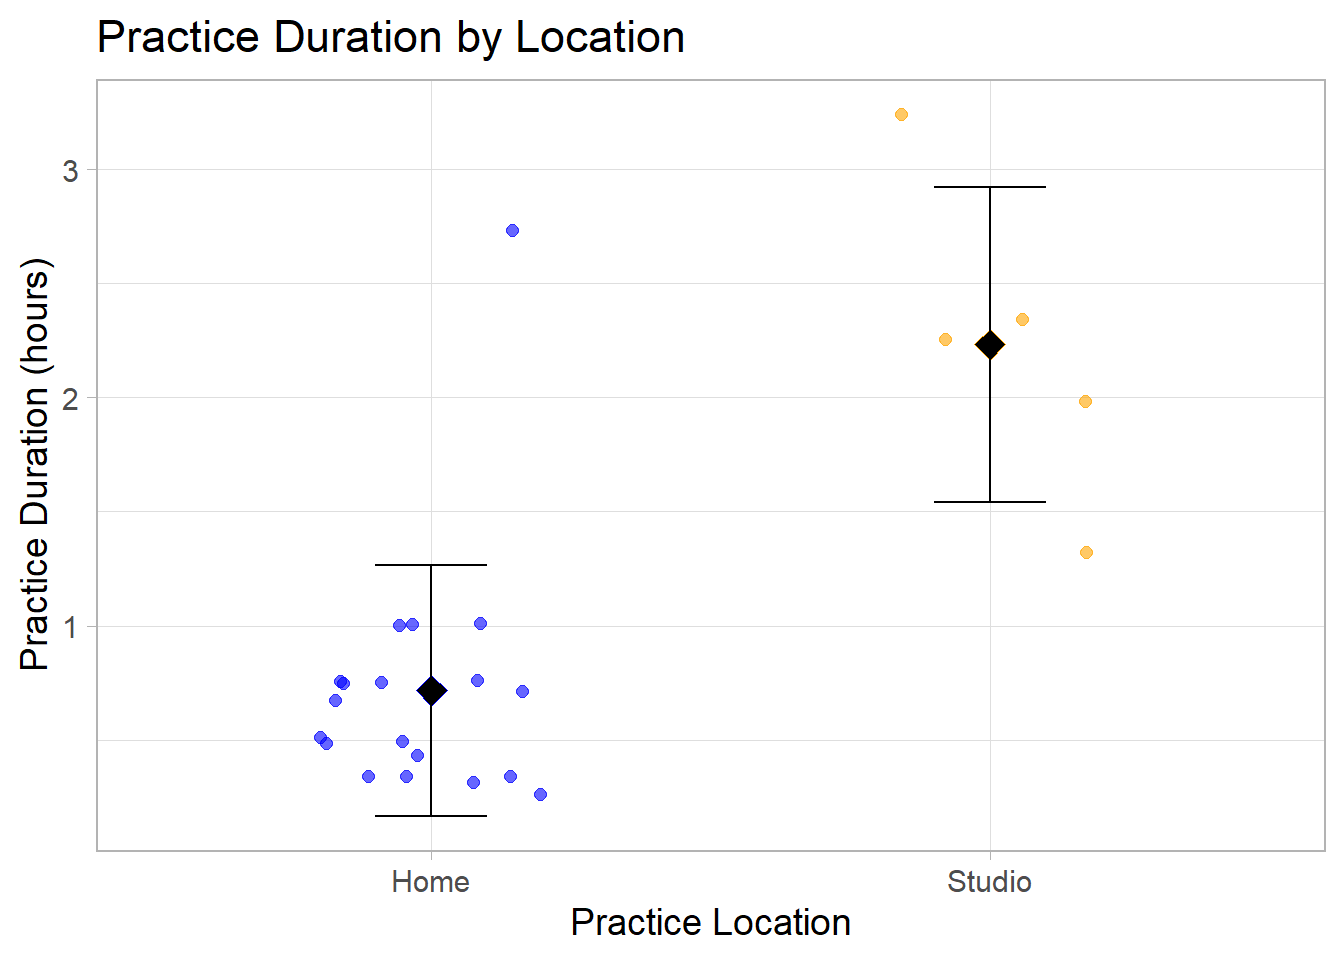 Practice Duration by Location
Practice Duration (hours)
3
2
1
Home Studio
Practice Location